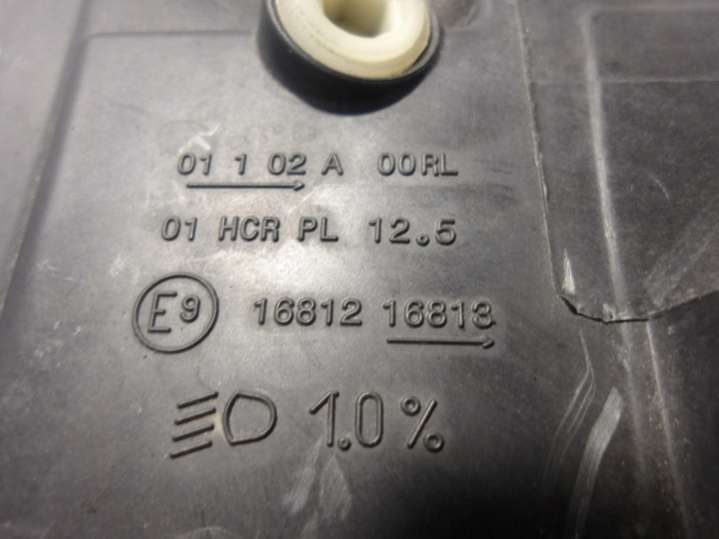 01 1 02 A 00RL
01 HCR PL 12.5
E9 16812 16813
1.0%